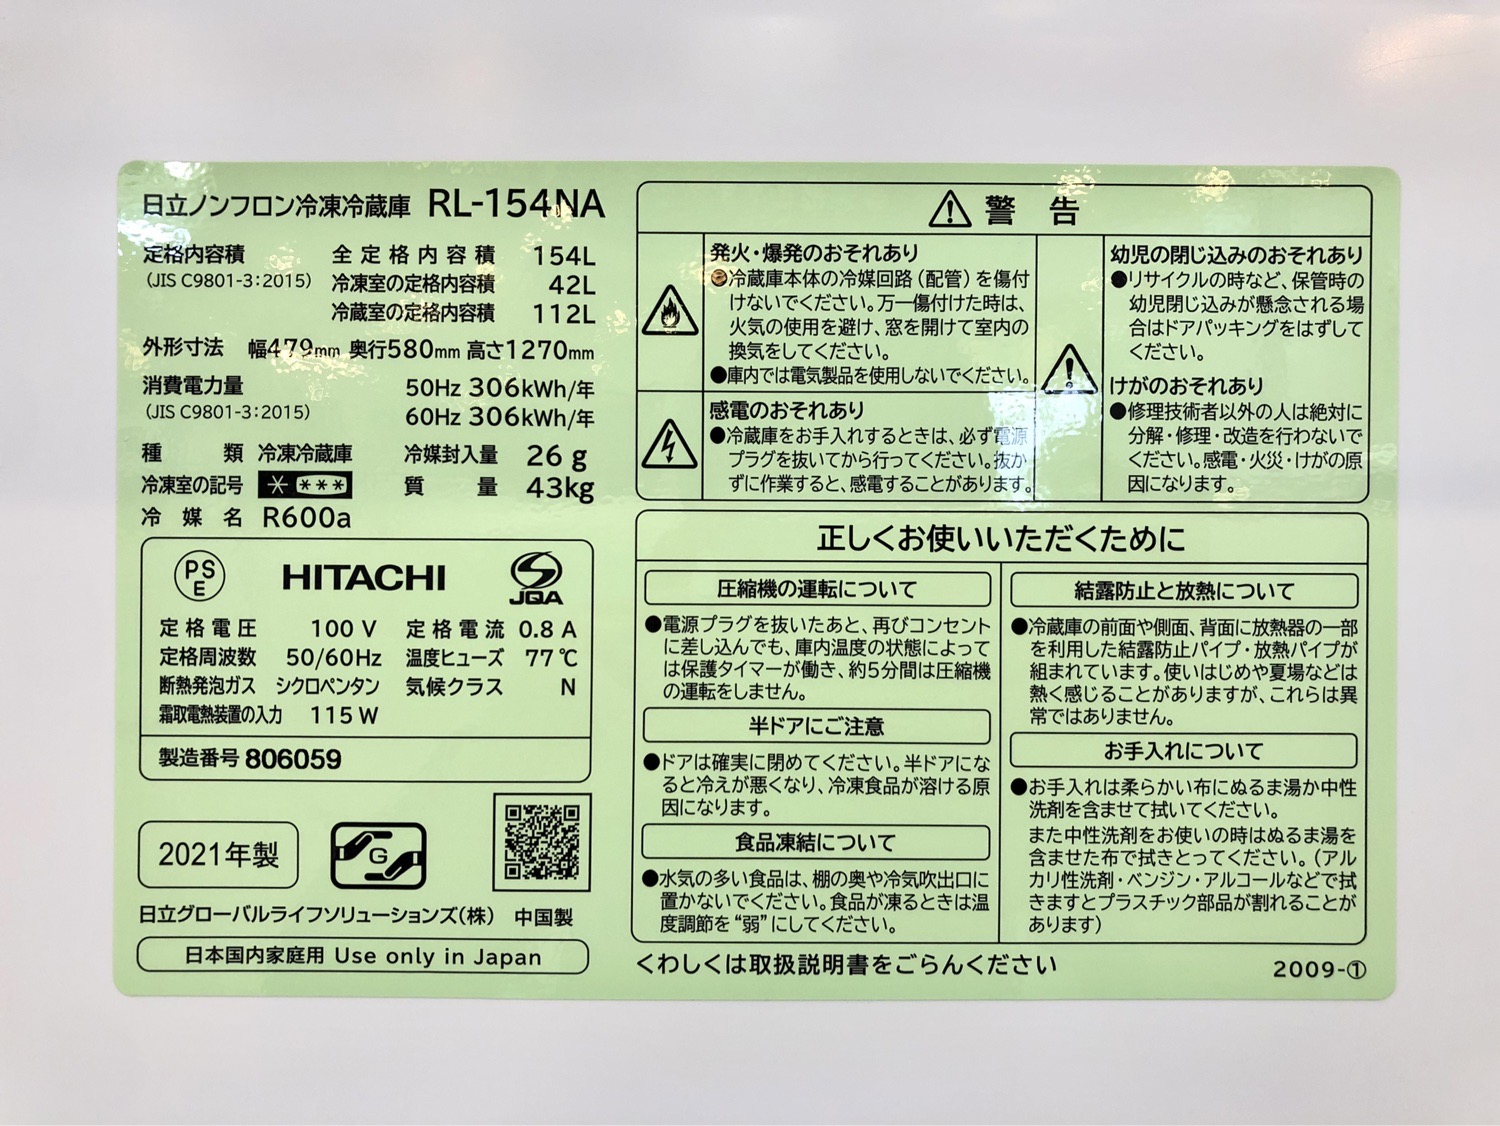 日立ノンフロン冷凍冷蔵庫 RL-154NA
定格内容積 全定格内容積 154L
(JIS C9801-3:2015) 冷凍室の定格内容積 42L
冷蔵室の定格内容積 112L
外形寸法 幅479mm 奥行580mm 高さ1270mm
消費電力量 50Hz 306kWh/年
(JIS C9801-3:2015) 60Hz 306kWh/年
種類 冷凍冷蔵庫 冷媒封入量 26g
冷凍室の記号 * *** 質量 43kg
冷媒名 R600a
PSE HITACHI JQA
定格電圧 100V 定格電流 0.8A
定格周波数 50/60Hz 温度ヒューズ 77℃
断熱発泡ガス シクロペンタン 気候クラス N
霜取電熱装置の入力 115W
製造番号 806059
2021年製
G
日立グローバルライフソリューションズ(株) 中国製
日本国内家庭用 Use only in Japan
警告
発火・爆発のおそれあり
●冷蔵庫本体の冷媒回路(配管)を傷付
けないでください。万一傷付けた時は、
火気の使用を避け、窓を開けて室内の
換気をしてください。
●庫内では電気製品を使用しないでください。
感電のおそれあり
●冷蔵庫をお手入れするときは、必ず電源
プラグを抜いてから行ってください。抜か
ずに作業すると、感電することがあります。
幼児の閉じ込みのおそれあり
●リサイクルの時など、保管時の
幼児閉じ込みが懸念される場
合はドアパッキングをはずして
ください。
けがのおそれあり
●修理技術者以外の人は絶対に
分解・修理・改造を行わないで
ください。感電・火災・けがの原
因になります。
正しくお使いいただくために
圧縮機の運転について
●電源プラグを抜いたあと、再びコンセント
に差し込んでも、庫内温度の状態によって
は保護タイマーが働き、約5分間は圧縮機
の運転をしません。
半ドアにご注意
●ドアは確実に閉めてください。半ドアにな
ると冷えが悪くなり、冷凍食品が溶ける原
因になります。
食品凍結について
●水気の多い食品は、棚の奥や冷気吹出口に
置かないでください。食品が凍るときは温
度調節を“弱”にしてください。
結露防止と放熱について
●冷蔵庫の前面や側面、背面に放熱器の一部
を利用した結露防止パイプ・放熱パイプが
組まれています。使いはじめや夏場などは
熱く感じることがありますが、これらは異
常ではありません。
お手入れについて
●お手入れは柔らかい布にぬるま湯か中性
洗剤を含ませて拭いてください。
また中性洗剤をお使いの時はぬるま湯を
含ませた布で拭きとってください。(アル
カリ性洗剤・ベンジン・アルコールなどで拭
きますとプラスチック部品が割れることが
あります)
くわしくは取扱説明書をごらんください
2009-①